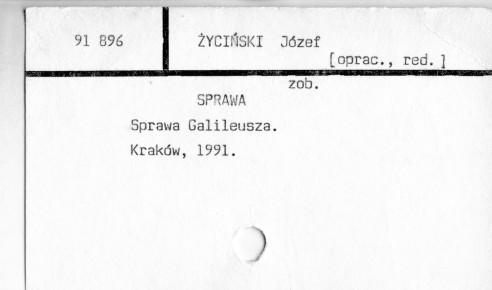 91 896 ŻYCIŃSKI Józef
[oprac., red.]
zob.
SPRAWA
Sprawa Galileusza.
Kraków, 1991.